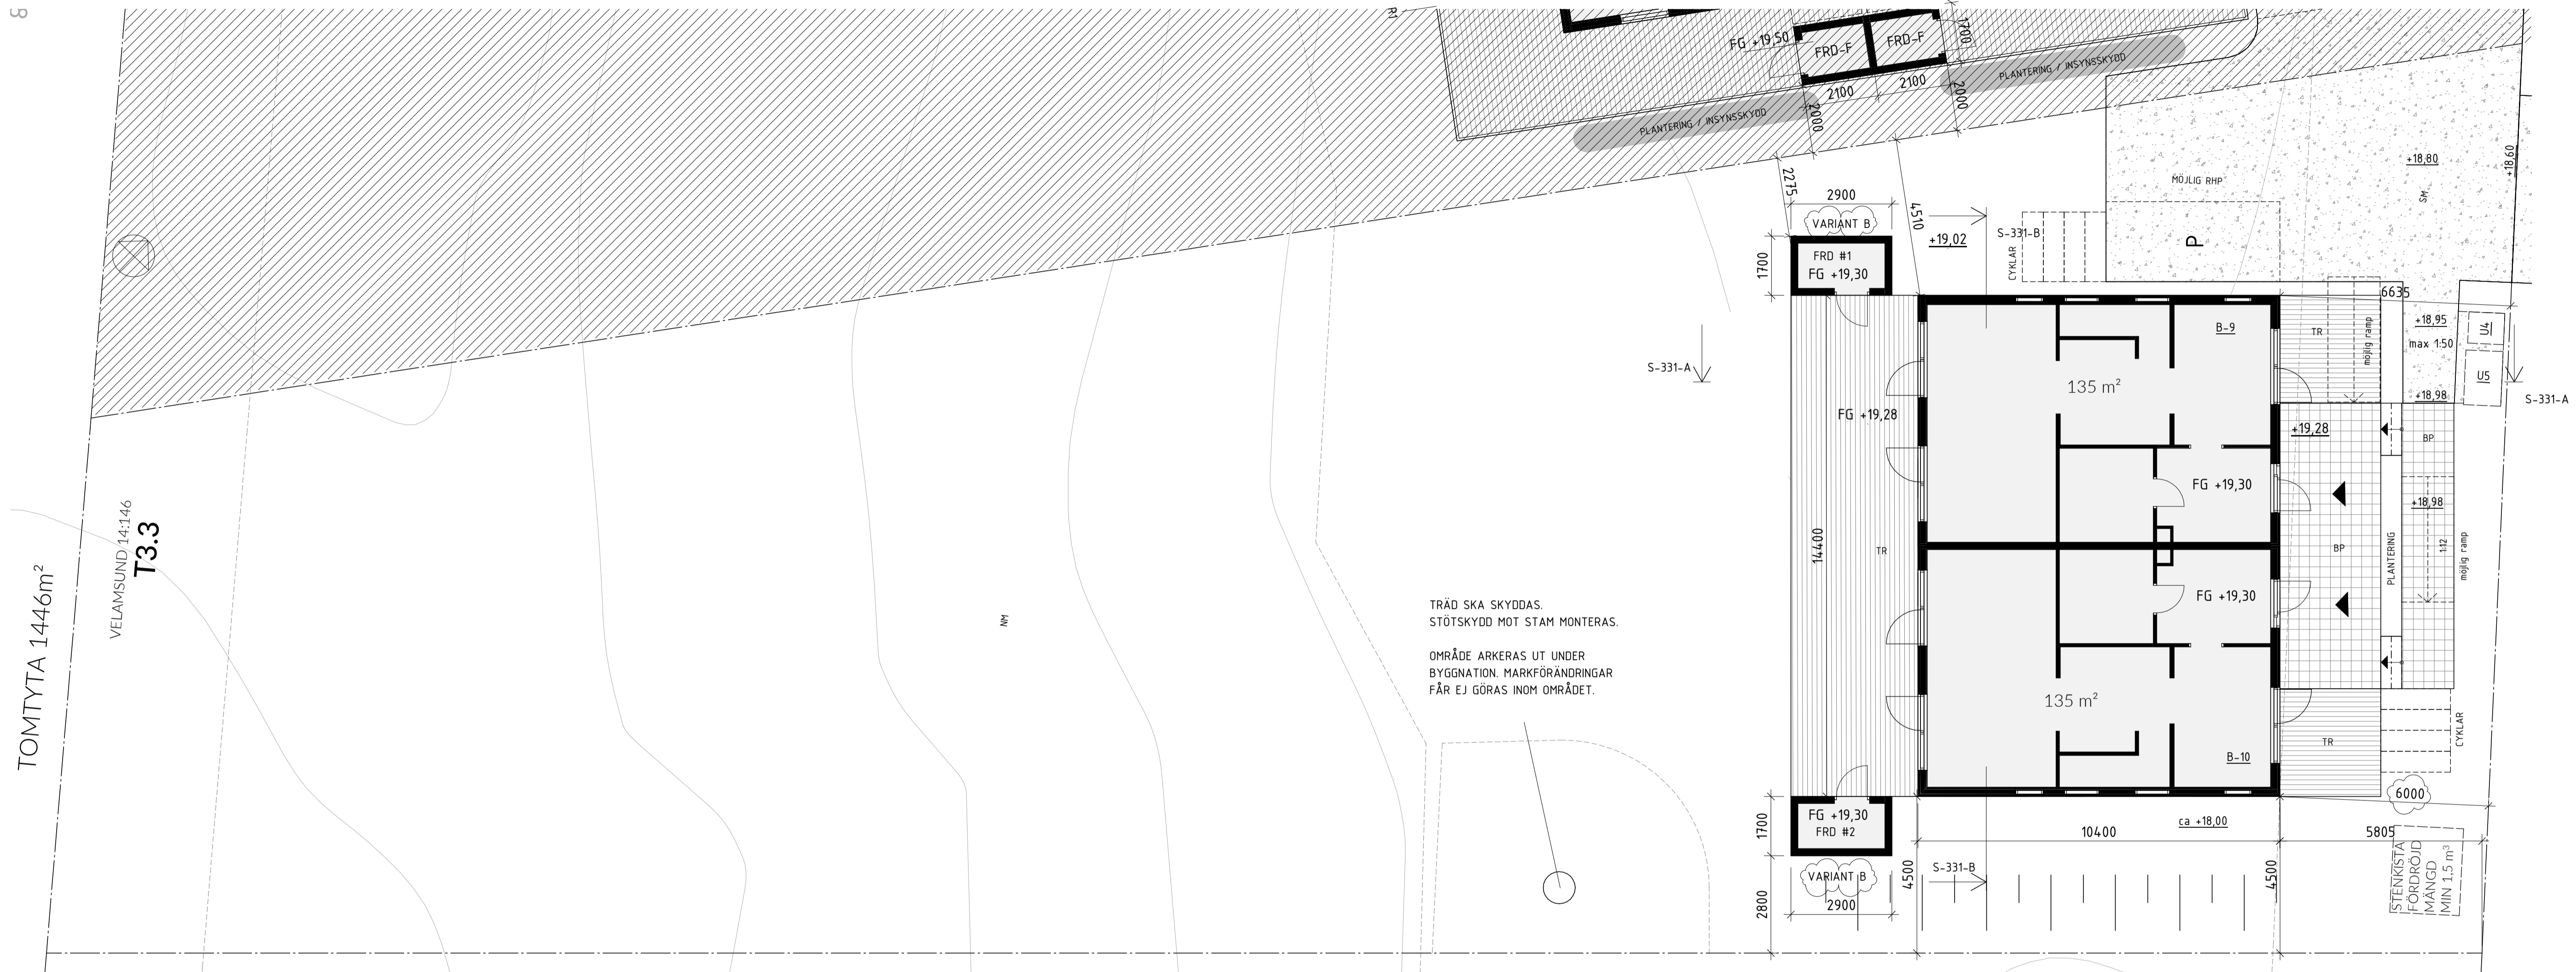 8
R1
FG +19,50
FRD-F
FRD-F
1700
2100
2100
2000
2000
PLANTERING / INSYNSSKYDD
PLANTERING / INSYNSSKYDD
+18,80
+18,60
SM
MÖJLIG RHP
P
2275
2900
VARIANT B
4510
+19,02
S-331-B
CYKLAR
1700
FRD #1
FG +19,30
6635
S-331-A
B-9
TR
möjlig ramp
+18,95
max 1:50
U4
U5
+18,98
S-331-A
135 m²
FG +19,28
+19,28
BP
FG +19,30
+18,98
14400
TR
BP
PLANTERING
1:12
möjlig ramp
FG +19,30
TOMTYTA 1446m²
VELAMSUND 14:146
T3.3
NM
TRÄD SKA SKYDDAS.
STÖTSKYDD MOT STAM MONTERAS.
OMRÅDE ARKERAS UT UNDER
BYGGNATION. MARKFÖRÄNDRINGAR
FÅR EJ GÖRAS INOM OMRÅDET.
135 m²
B-10
TR
CYKLAR
6000
1700
FG +19,30
FRD #2
ca +18,00
10400
5805
VARIANT B
2900
2800
4500
S-331-B
4500
STENKISTA
FÖRDRÖJD
MÄNGD
MIN 1,5 m³